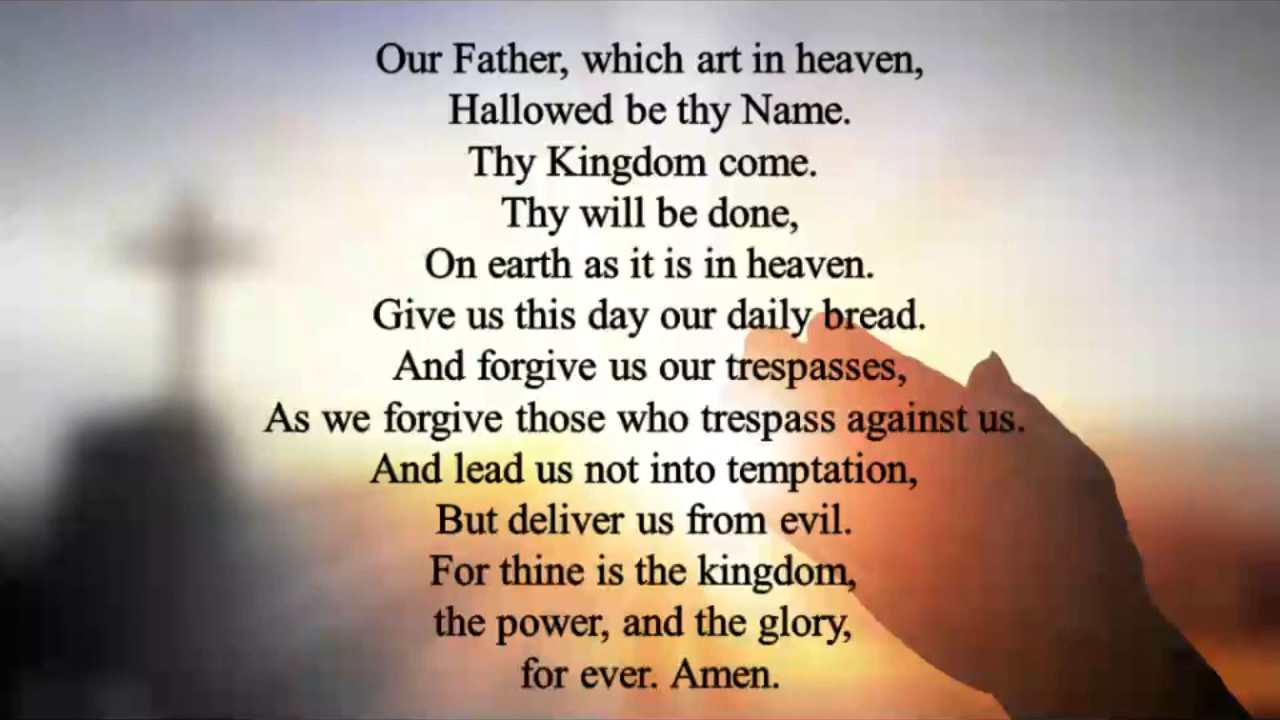 Our Father, which art in heaven,
Hallowed be thy Name.
Thy Kingdom come.
Thy will be done,
On earth as it is in heaven.
Give us this day our daily bread.
And forgive us our trespasses,
As we forgive those who trespass against us.
And lead us not into temptation,
But deliver us from evil.
For thine is the kingdom,
the power, and the glory,
for ever. Amen.